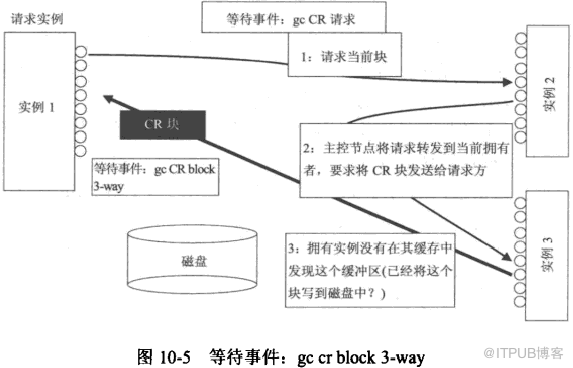 请求实例
等待事件：gc CR 请求
1：请求当前块
实例 1
实例 2
CR 块
2：主控节点将请求转发到当前拥有
者，要求将 CR 块发送给请求方
等待事件：gc CR block
3-way
3：拥有实例没有在其缓存中
发现这个缓冲区(已经将这个
块写到磁盘中？)
实例 3
磁盘
图 10-5 等待事件：gc cr block 3-way
@ITPUB博客